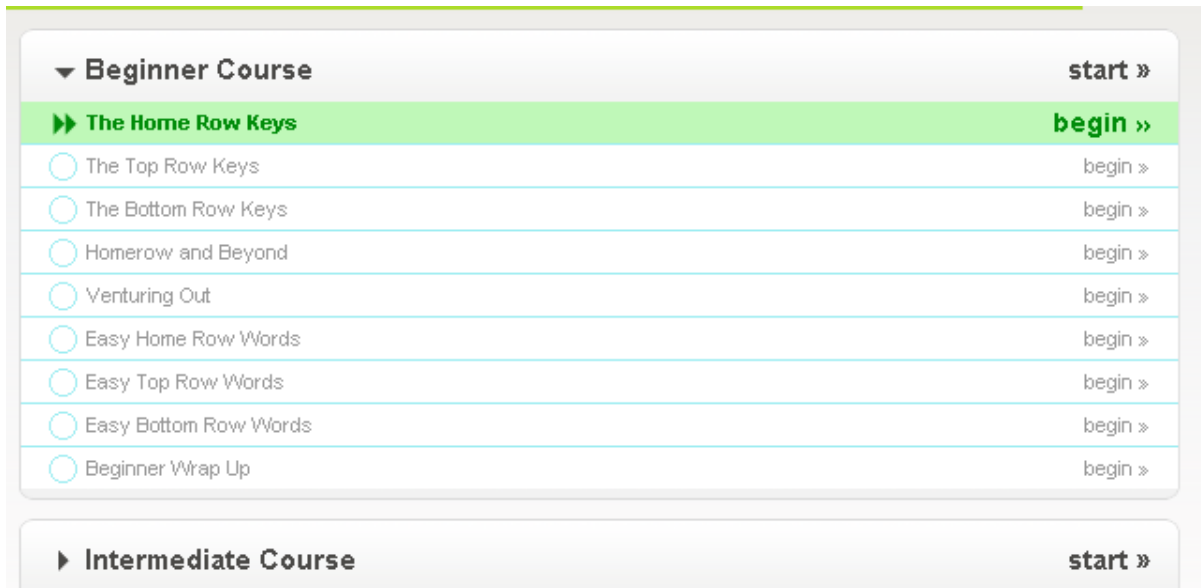 Beginner Course start »
The Home Row Keys begin »
The Top Row Keys begin »
The Bottom Row Keys begin »
Homerow and Beyond begin »
Venturing Out begin »
Easy Home Row Words begin »
Easy Top Row Words begin »
Easy Bottom Row Words begin »
Beginner Wrap Up begin »
Intermediate Course start »